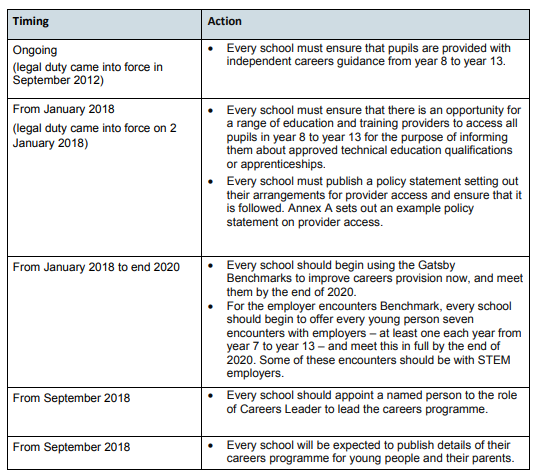 Timing
Action
Ongoing
(legal duty came into force in
September 2012)
• Every school must ensure that pupils are provided with
independent careers guidance from year 8 to year 13.
From January 2018
(legal duty came into force on 2
January 2018)
• Every school must ensure that there is an opportunity for
a range of education and training providers to access all
pupils in year 8 to year 13 for the purpose of informing
them about approved technical education qualifications
or apprenticeships.
• Every school must publish a policy statement setting out
their arrangements for provider access and ensure that it
is followed. Annex A sets out an example policy
statement on provider access.
From January 2018 to end 2020
• Every school should begin using the Gatsby
Benchmarks to improve careers provision now, and meet
them by the end of 2020.
• For the employer encounters Benchmark, every school
should begin to offer every young person seven
encounters with employers – at least one each year from
year 7 to year 13 – and meet this in full by the end of
2020. Some of these encounters should be with STEM
employers.
From September 2018
• Every school should appoint a named person to the role
of Careers Leader to lead the careers programme.
From September 2018
• Every school will be expected to publish details of their
careers programme for young people and their parents.